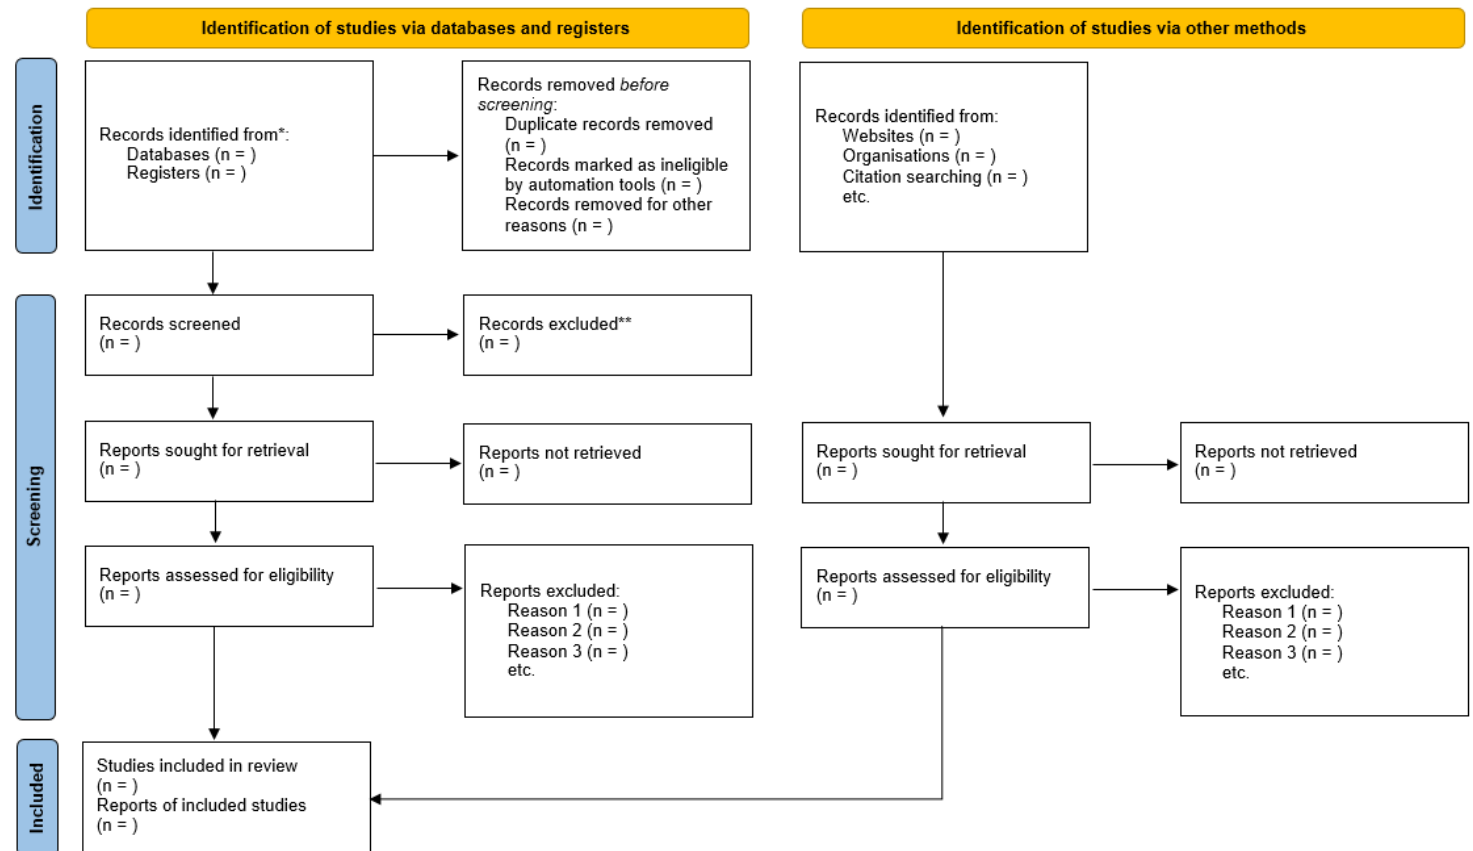 Identification of studies via databases and registers
Identification of studies via other methods
Identification
Records identified from*:
Databases (n = )
Registers (n = )
Records removed before
screening:
Duplicate records removed
(n = )
Records marked as ineligible
by automation tools (n = )
Records removed for other
reasons (n = )
Records identified from:
Websites (n = )
Organisations (n = )
Citation searching (n = )
etc.
Screening
Records screened
(n = )
Records excluded**
(n = )
Reports sought for retrieval
(n = )
Reports not retrieved
(n = )
Reports sought for retrieval
(n = )
Reports not retrieved
(n = )
Reports assessed for eligibility
(n = )
Reports excluded:
Reason 1 (n = )
Reason 2 (n = )
Reason 3 (n = )
etc.
Reports assessed for eligibility
(n = )
Reports excluded:
Reason 1 (n = )
Reason 2 (n = )
Reason 3 (n = )
etc.
Included
Studies included in review
(n = )
Reports of included studies
(n = )